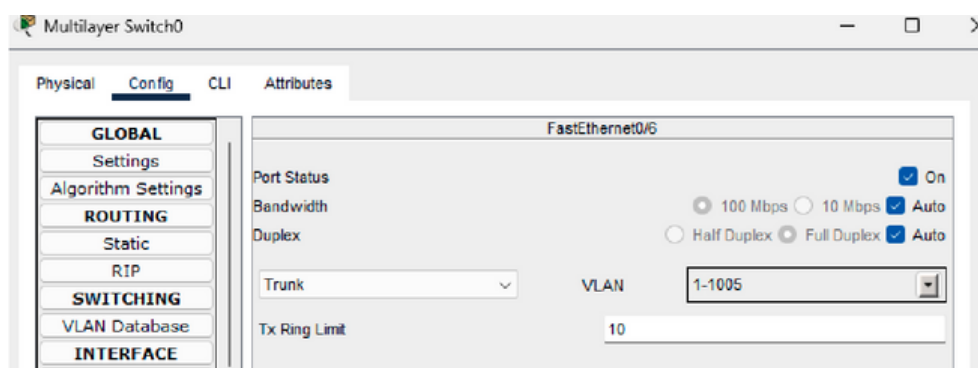 Multilayer Switch0
Physical Config CLI Attributes
GLOBAL
Settings
Algorithm Settings
ROUTING
Static
RIP
SWITCHING
VLAN Database
INTERFACE
FastEthernet0/6
Port Status On
Bandwidth 100 Mbps 10 Mbps Auto
Duplex Half Duplex Full Duplex Auto
Trunk VLAN 1-1005
Tx Ring Limit 10